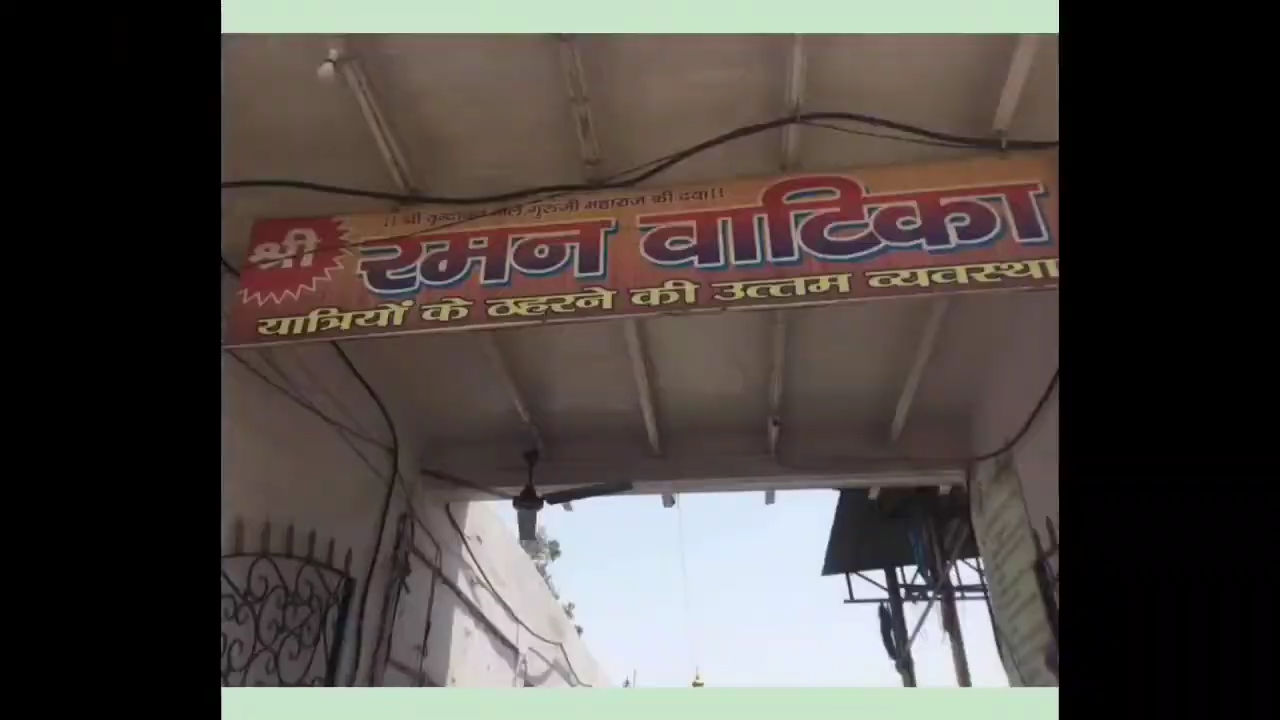 !! श्री वृन्दावन वाले गुरुजी महाराज की दया !!
श्री रमन वाटिका
यात्रियों के ठहरने की उत्तम व्यवस्था